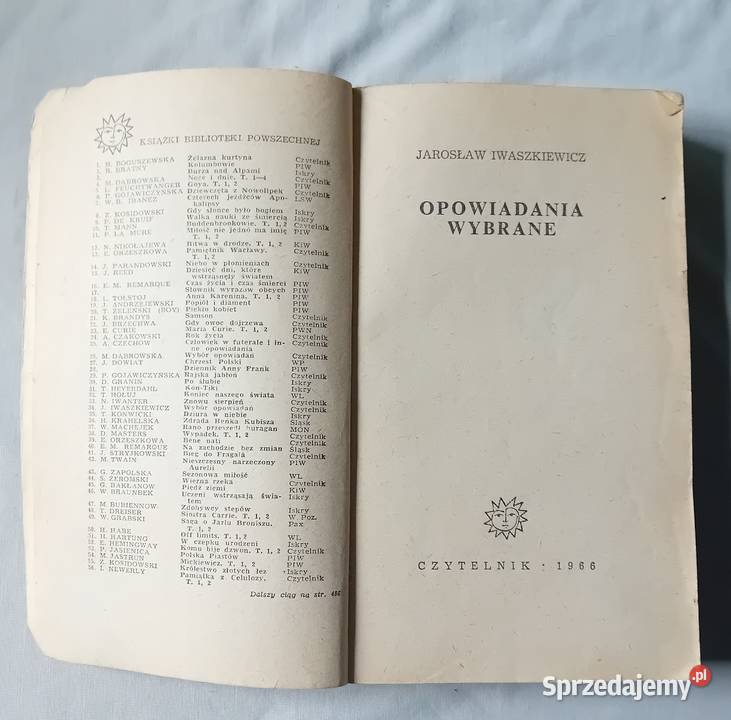 KSIĄŻKI BIBLIOTEKI POWSZECHNEJ
1. H. BOGUSZEWSKA Żelazna kurtyna Czytelnik
2. R. BRATNY Kolumbowie PIW
3. Burza nad Alpami Iskry
4. M. DĄBROWSKA Noce i dnie. T. 1—4 Czytelnik
5. L. FEUCHTWANGER Goya. T. 1, 2 PIW
6. P. GOJAWICZYŃSKA Dziewczęta z Nowolipek Czytelnik
7. W. B. IBANEZ Czterech jeźdźców Apo- LSW
kalipsy
8. Z. KOSIDOWSKI Gdy słońce było bogiem Iskry
9. P. DE KRUIF Walka nauki ze śmiercią Iskry
10. T. MANN Buddenbrookowie. T. 1, 2 Czytelnik
11. P. LA MURE Miłość nie jedno ma imię PIW
T. 1, 2
12. N. NIKOŁAJEWA Bitwa w drodze. T. 1, 2 KiW
13. E. ORZESZKOWA Pamiętnik Wacławy. Czytelnik
T. 1, 2
14. J. PARANDOWSKI Niebo w płomieniach Czytelnik
15. J. REED Dziesięć dni, które KiW
wstrząsnęły światem
16. E. M. REMARQUE Czas życia i czas śmierci PIW
17. Słownik wyrazów obcych PIW
18. L. TOŁSTOJ Anna Karenina. T. 1, 2 PIW
19. J. ANDRZEJEWSKI Popiół i diament PIW
20. T. ŻELEŃSKI (BOY) Piekło kobiet PIW
21. K. BRANDYS Samson Czytelnik
22. J. BRZECHWA Gdy owoc dojrzewa Czytelnik
23. E. CURIE Maria Curie. T. 1, 2 PWN
24. A. CZAKOWSKI Rok życia Czytelnik
25. A. CZECHOW Człowiek w futerale i in- Czytelnik
ne opowiadania
26. M. DĄBROWSKA Wybór opowiadań Czytelnik
27. J. DOWIAT Chrzest Polski WP
28. Dziennik Anny Frank PIW
29. P. GOJAWICZYŃSKA Rajska jabłoń Czytelnik
30. D. GRANIN Po ślubie Iskry
31. T. HEYERDAHL Kon-Tiki Iskry
32. T. HOŁUJ Koniec naszego świata WL
33. N. IWANTER Znowu sierpień Czytelnik
34. J. IWASZKIEWICZ Wybór opowiadań Czytelnik
35. T. KONWICKI Dziura w niebie Iskry
36. H. KRAHELSKA Zdrada Heńka Kubisza Śląsk
37. W. MACHEJEK Rano przeszedł huragan MON
38. D. MASTERS Wypadek. T. 1, 2 Czytelnik
39. E. ORZESZKOWA Bene nati Czytelnik
40. E. M. REMARQUE Na zachodzie bez zmian Śląsk
41. J. STRYJKOWSKI Bieg do Fragalà Czytelnik
42. M. TWAIN Nieszczęsny narzeczony PIW
Aurelii
43. G. ZAPOLSKA Sezonowa miłość WL
44. S. ŻEROMSKI Wierna rzeka Czytelnik
45. G. BAKŁANOW Piędź ziemi KiW
46. W. BRAUNBEK Uczeni wstrząsają świa- Iskry
tem
47. M. BUBIENNOW Zdobywcy stepów Iskry
48. T. DREISER Siostra Carrie. T. 1, 2 W. Poz.
49. W. GRABSKI Saga o Jarlu Broniszu. Pax
T. 1, 2
50. H. HABE Off limits. T. 1, 2 WL
51. H. HARTUNG W czepku urodzeni Iskry
52. E. HEMINGWAY Komu bije dzwon. T. 1, 2 Czytelnik
53. P. JASIENICA Polska Piastów PIW
54. M. JASTRUN Mickiewicz. T. 1, 2 PIW
55. Z. KOSIDOWSKI Królestwo złotych łez Iskry
56. I. NEWERLY Pamiątka z Celulozy. Czytelnik
T. 1, 2
Dalszy ciąg na str.
JAROSŁAW IWASZKIEWICZ
OPOWIADANIA
WYBRANE
CZYTELNIK · 1966
Sprzedajemy.pl